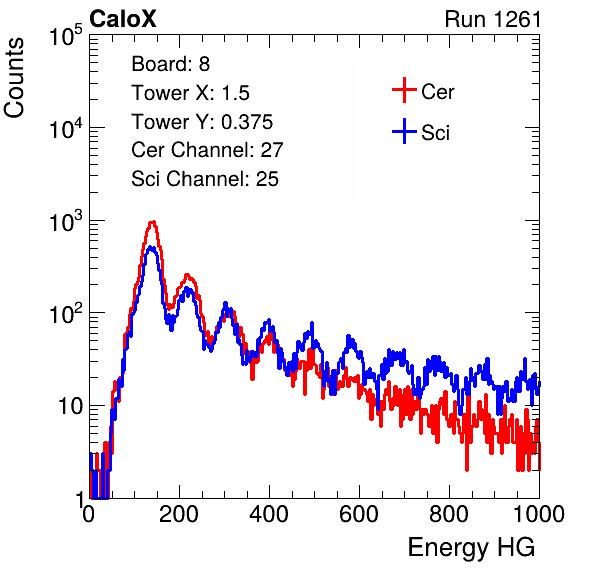 CaloX Run 1261
Counts
10^5
10^4
10^3
10^2
10
1
Board: 8
Tower X: 1.5
Tower Y: 0.375
Cer Channel: 27
Sci Channel: 25
Cer
Sci
0 200 400 600 800 1000
Energy HG